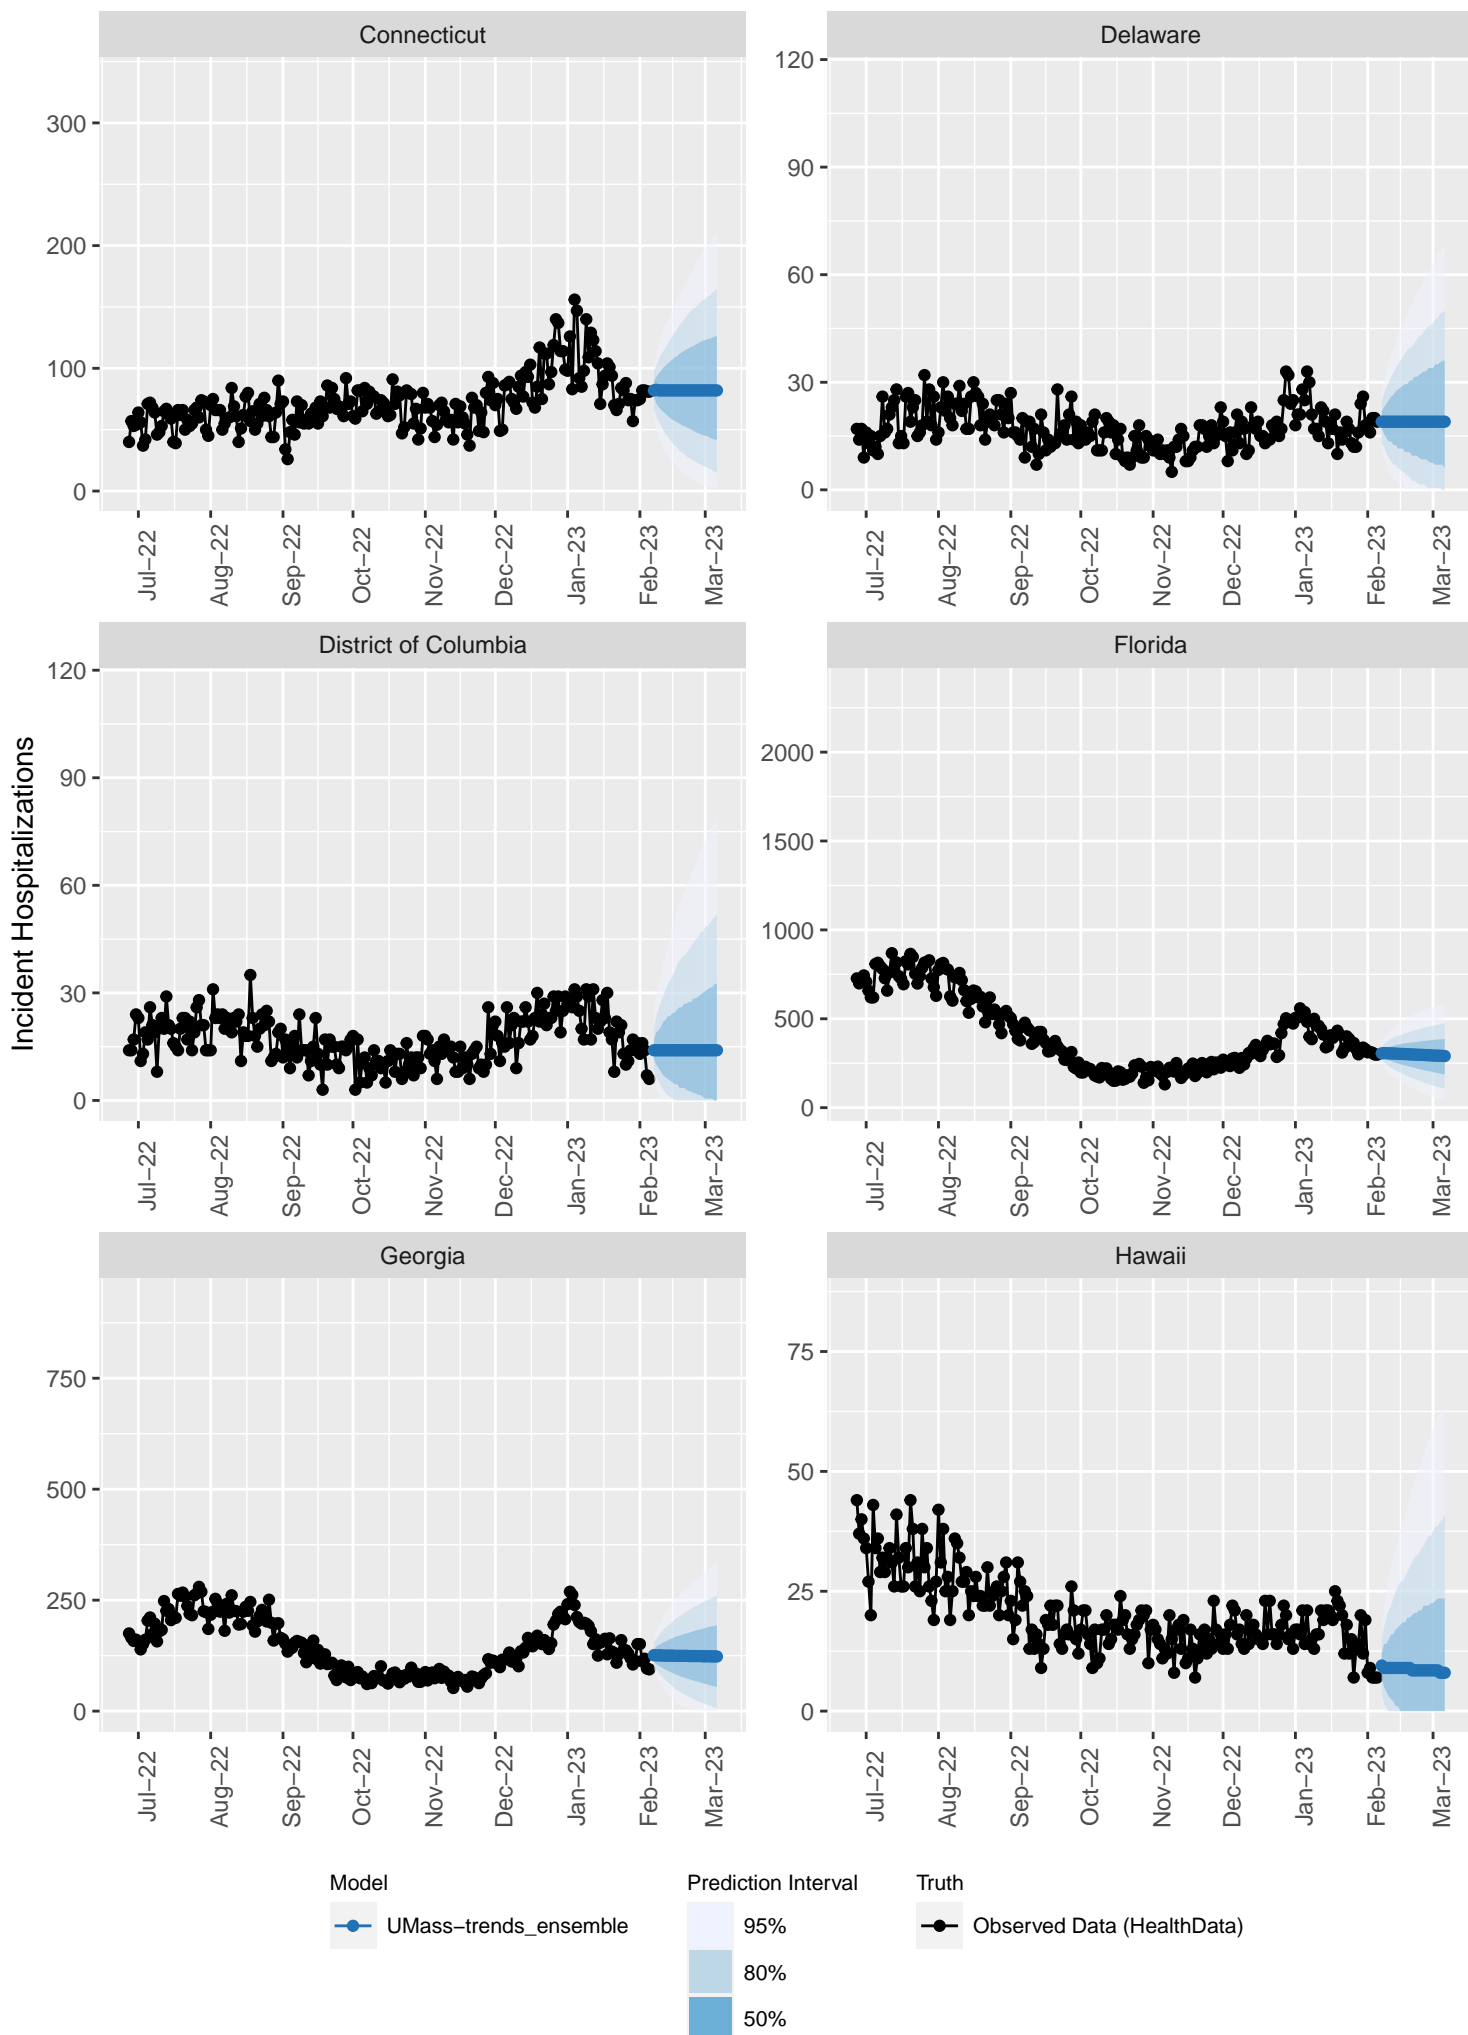 Connecticut
Delaware
300
200
100
0
120
90
60
30
0
Jul−22
Aug−22
Sep−22
Oct−22
Nov−22
Dec−22
Jan−23
Feb−23
Mar−23
Jul−22
Aug−22
Sep−22
Oct−22
Nov−22
Dec−22
Jan−23
Feb−23
Mar−23
Incident Hospitalizations
District of Columbia
Florida
120
90
60
30
0
2000
1500
1000
500
0
Jul−22
Aug−22
Sep−22
Oct−22
Nov−22
Dec−22
Jan−23
Feb−23
Mar−23
Jul−22
Aug−22
Sep−22
Oct−22
Nov−22
Dec−22
Jan−23
Feb−23
Mar−23
Georgia
Hawaii
750
500
250
0
75
50
25
0
Jul−22
Aug−22
Sep−22
Oct−22
Nov−22
Dec−22
Jan−23
Feb−23
Mar−23
Jul−22
Aug−22
Sep−22
Oct−22
Nov−22
Dec−22
Jan−23
Feb−23
Mar−23
Model
UMass−trends_ensemble
Prediction Interval
95%
80%
50%
Truth
Observed Data (HealthData)